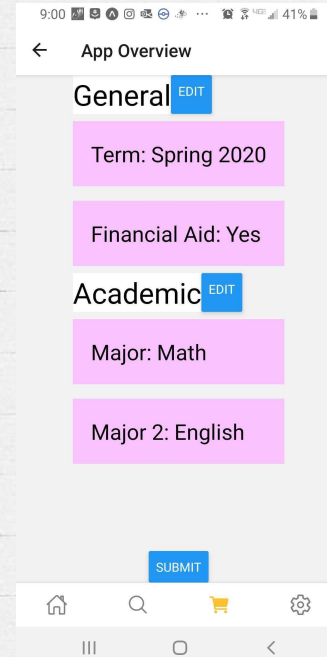 9:00 41%
App Overview
General EDIT
Term: Spring 2020
Financial Aid: Yes
Academic EDIT
Major: Math
Major 2: English
SUBMIT